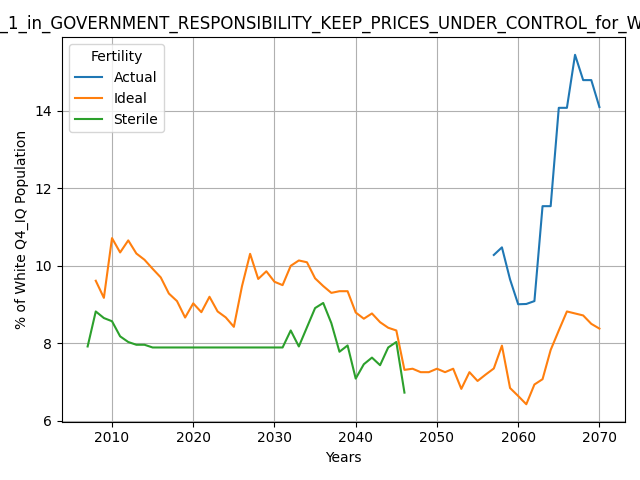 _1_in_GOVERNMENT_RESPONSIBILITY_KEEP_PRICES_UNDER_CONTROL_for_W
Fertility
Actual
Ideal
Sterile
% of White Q4_IQ Population
14
12
10
8
6
2010 2020 2030 2040 2050 2060 2070
Years